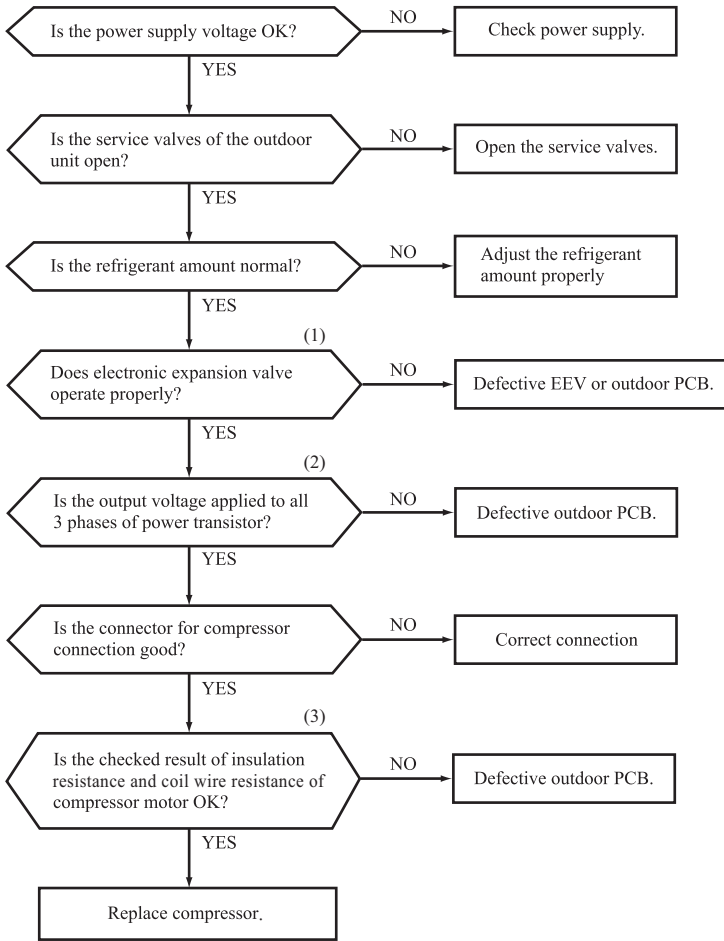 Is the power supply voltage OK?
NO
Check power supply.
YES
Is the service valves of the outdoor
unit open?
NO
Open the service valves.
YES
Is the refrigerant amount normal?
NO
Adjust the refrigerant
amount properly
YES
(1)
Does electronic expansion valve
operate properly?
NO
Defective EEV or outdoor PCB.
YES
(2)
Is the output voltage applied to all
3 phases of power transistor?
NO
Defective outdoor PCB.
YES
Is the connector for compressor
connection good?
NO
Correct connection
YES
(3)
Is the checked result of insulation
resistance and coil wire resistance of
compressor motor OK?
NO
Defective outdoor PCB.
YES
Replace compressor.